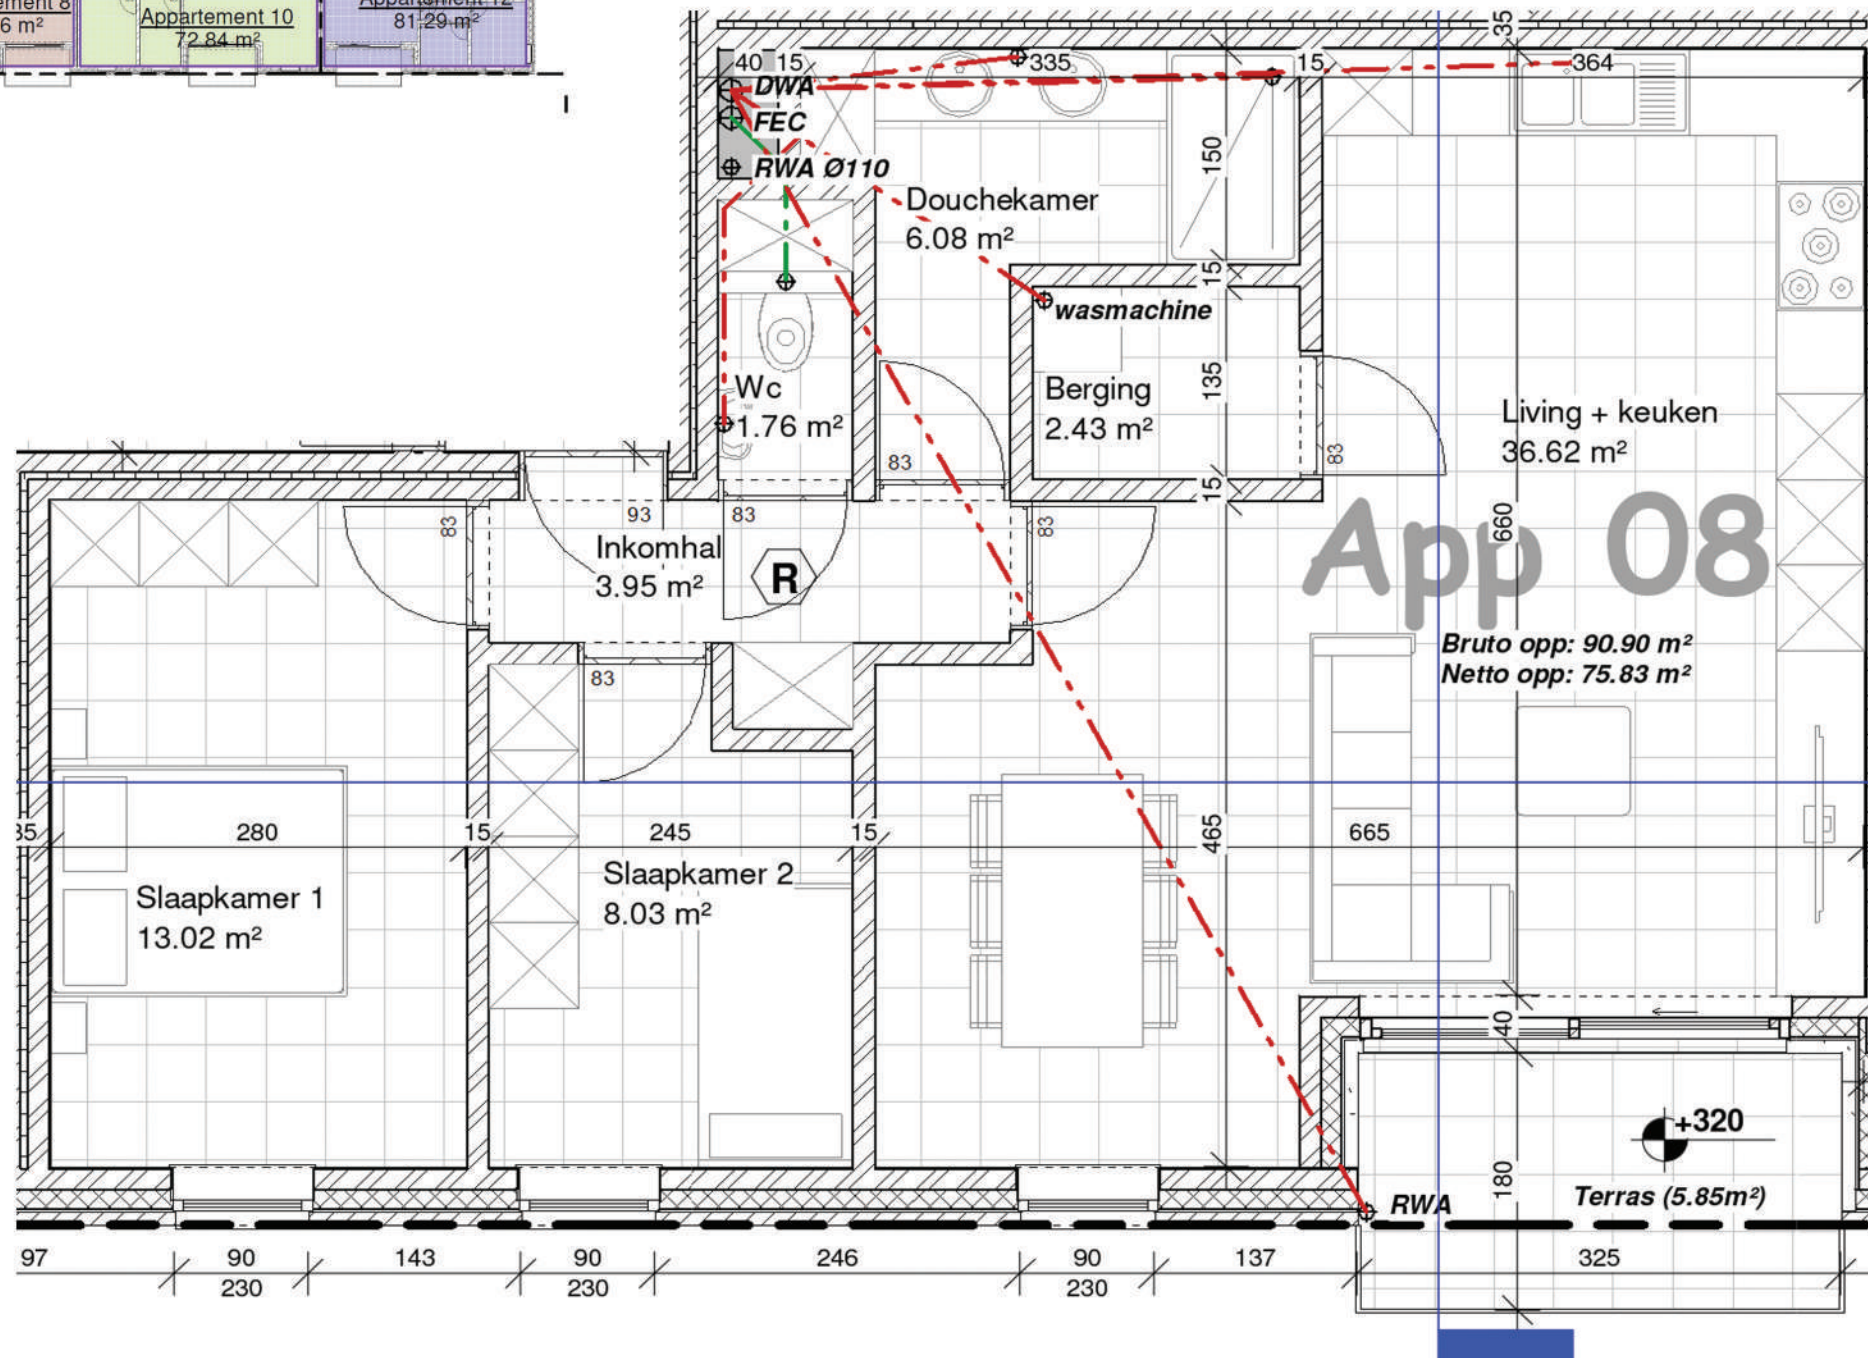 ement 8
6 m²
Appartement 10
72.84 m²
Appartement 12
81.29 m²
I
35
40 15
335
15
364
DWA
FEC
RWA Ø110
150
Douchekamer
6.08 m²
15
wasmachine
Wc
1.76 m²
Berging
2.43 m²
135
Living + keuken
36.62 m²
83
83
15
83
93
83
83
660
App 08
Inkomhal
3.95 m²
R
Bruto opp: 90.90 m²
Netto opp: 75.83 m²
83
35
280
15
245
15
465
665
Slaapkamer 1
13.02 m²
Slaapkamer 2
8.03 m²
40
+320
180
Terras (5.85m²)
RWA
97
90
143
90
246
90
137
325
230
230
230